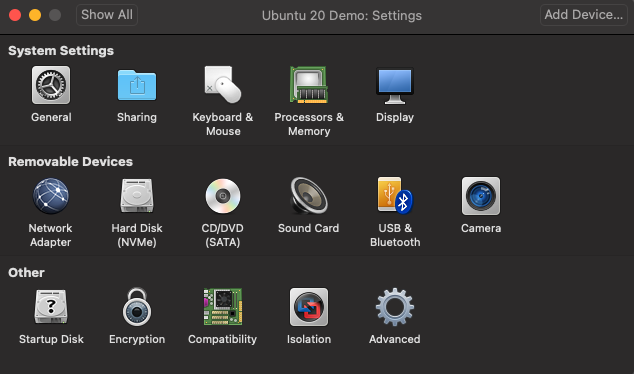 Show All
Ubuntu 20 Demo: Settings
Add Device...
System Settings
General
Sharing
Keyboard &
Mouse
Processors &
Memory
Display
Removable Devices
Network
Adapter
Hard Disk
(NVMe)
CD/DVD
(SATA)
Sound Card
USB &
Bluetooth
Camera
Other
?
Startup Disk
Encryption
Compatibility
Isolation
Advanced